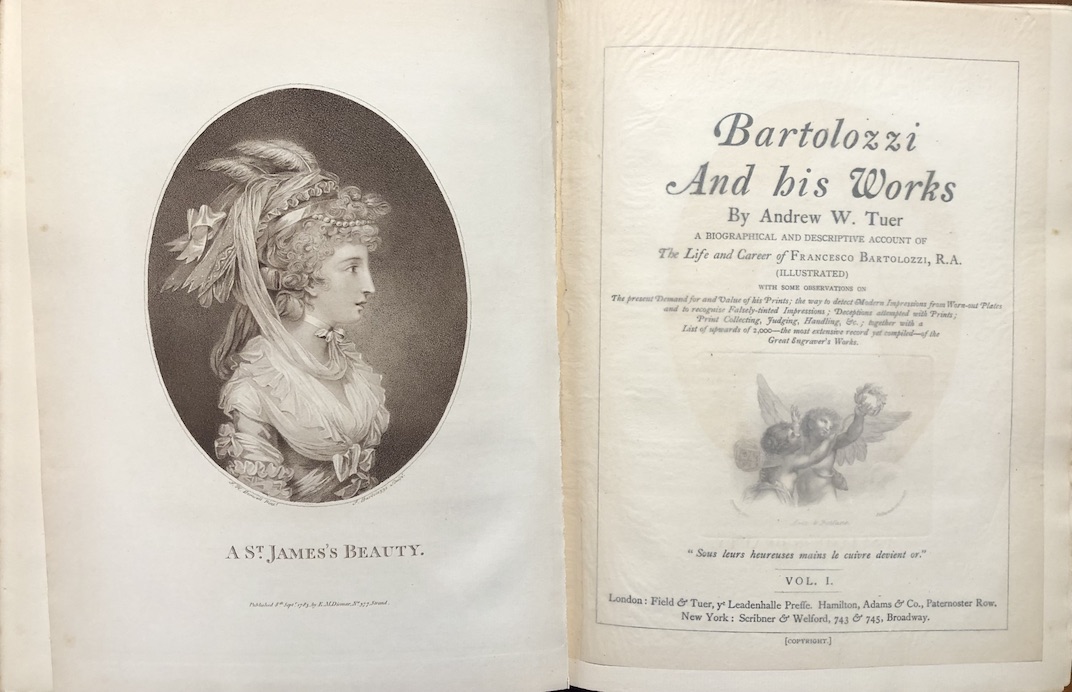 A ST. JAMES'S BEAUTY.
Bartolozzi
And his Works
By Andrew W. Tuer
A BIOGRAPHICAL AND DESCRIPTIVE ACCOUNT OF
The Life and Career of FRANCESCO BARTOLOZZI, R.A.
(ILLUSTRATED)
WITH SOME OBSERVATIONS ON
The present Demand for and Value of his Prints; the way to detect Modern Impressions from Worn-out Plates
and to recognise Falsely-tinted Impressions; Deceptions attempted with Prints;
Print Collecting, Judging, Handling, &c.; together with a
List of upwards of 2,000—the most extensive record yet compiled—of the
Great Engraver's Works.
"Sous leurs heureuses mains le cuivre devient or."
VOL. I.
London: Field & Tuer, ye Leadenhalle Presse. Hamilton, Adams & Co., Paternoster Row.
New York: Scribner & Welford, 743 & 745, Broadway.
[COPYRIGHT.]